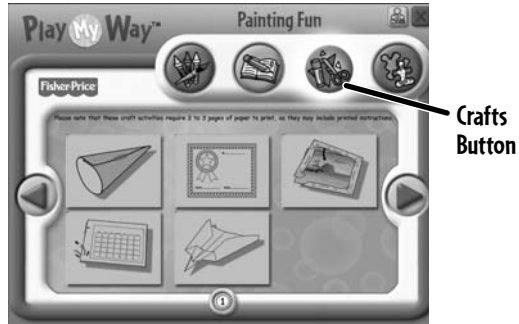 Play My Way™
Painting Fun
Fisher-Price
Please note that these craft activities require 2 to 3 pages of paper to print, as they may include printed instructions.
Crafts
Button
1